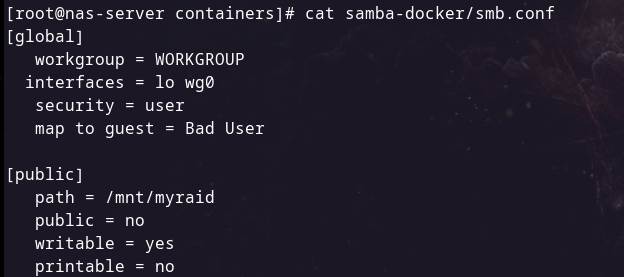 [root@nas-server containers]# cat samba-docker/smb.conf
[global]
   workgroup = WORKGROUP
  interfaces = lo wg0
   security = user
   map to guest = Bad User

[public]
   path = /mnt/myraid
   public = no
   writable = yes
   printable = no